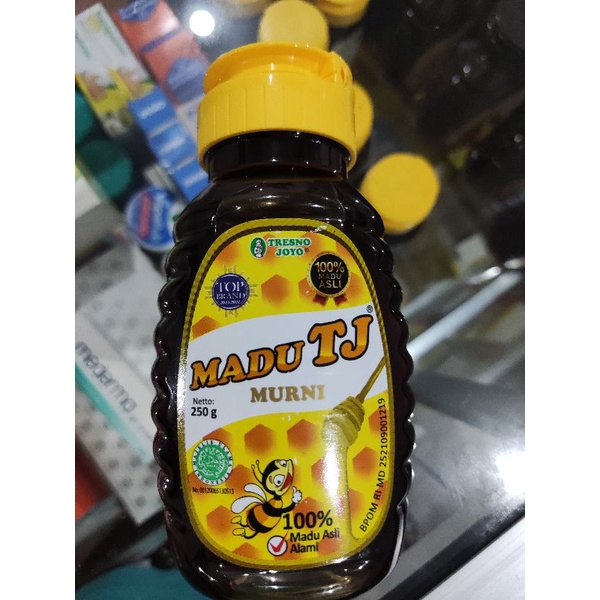 TRESNO
JOYO
TOP
BRAND
100%
MADU
ASLI
MADU TJ®
MURNI
Netto:
250 g
100%
Madu Asli
Alami
BPOM RI MD 252109001219
mederma